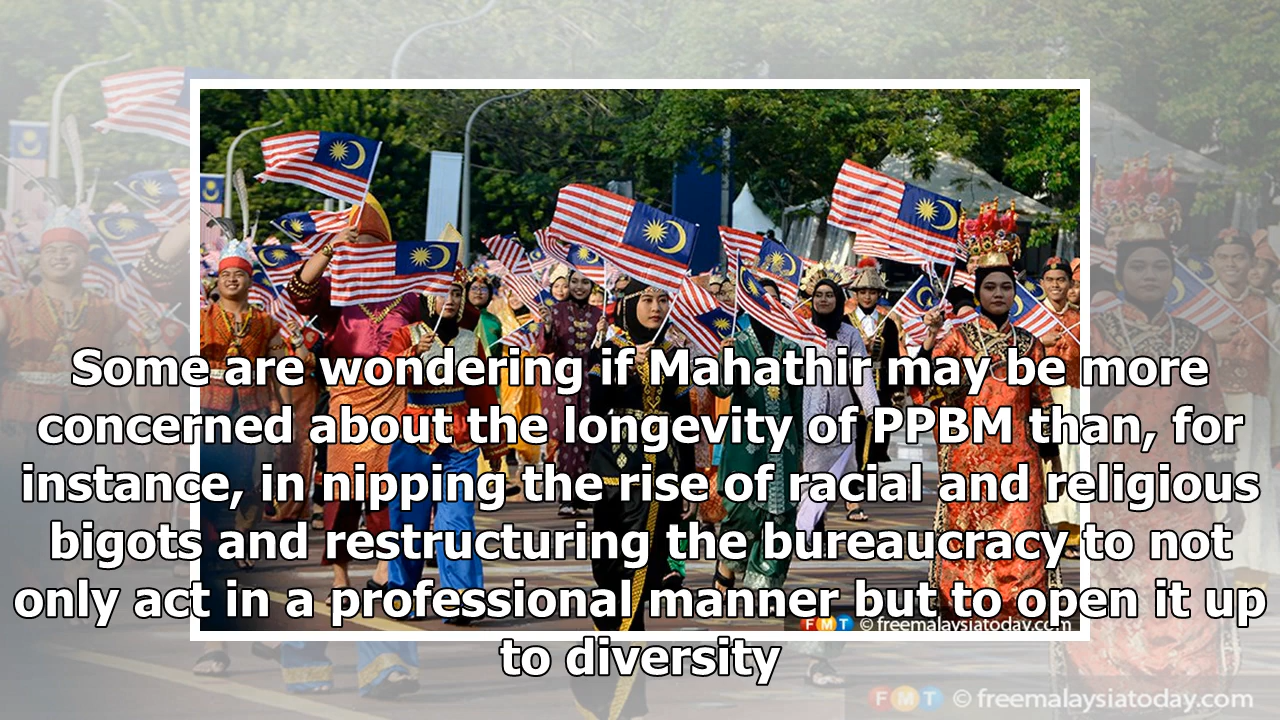 Some are wondering if Mahathir may be more
concerned about the longevity of PPBM than, for
instance, in nipping the rise of racial and religious
bigots and restructuring the bureaucracy to not
only act in a professional manner but to open it up
to diversity
FMT © freemalaysiatoday.com
FMT © freemalaysiatoday.com